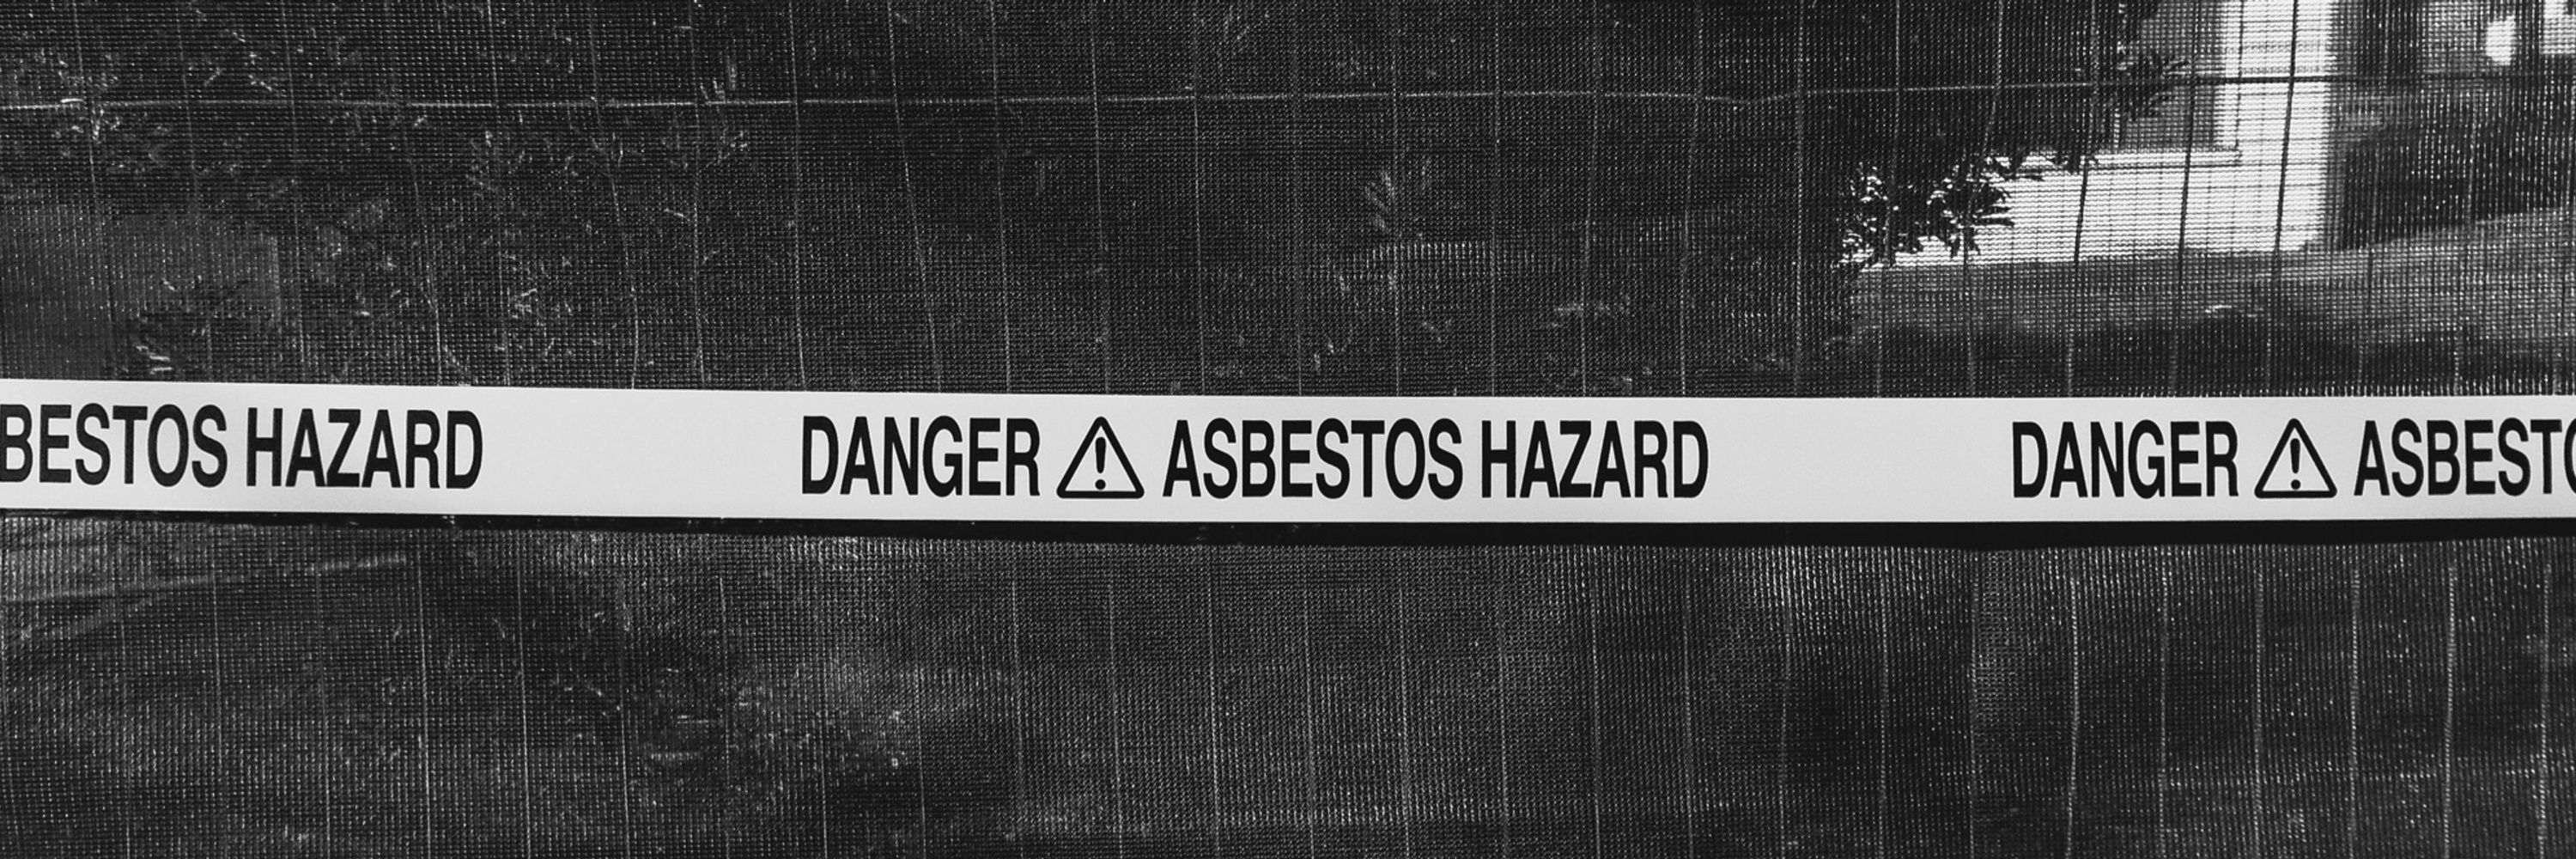 BESTOS HAZARD DANGER ⚠ ASBESTOS HAZARD DANGER ⚠ ASBESTO